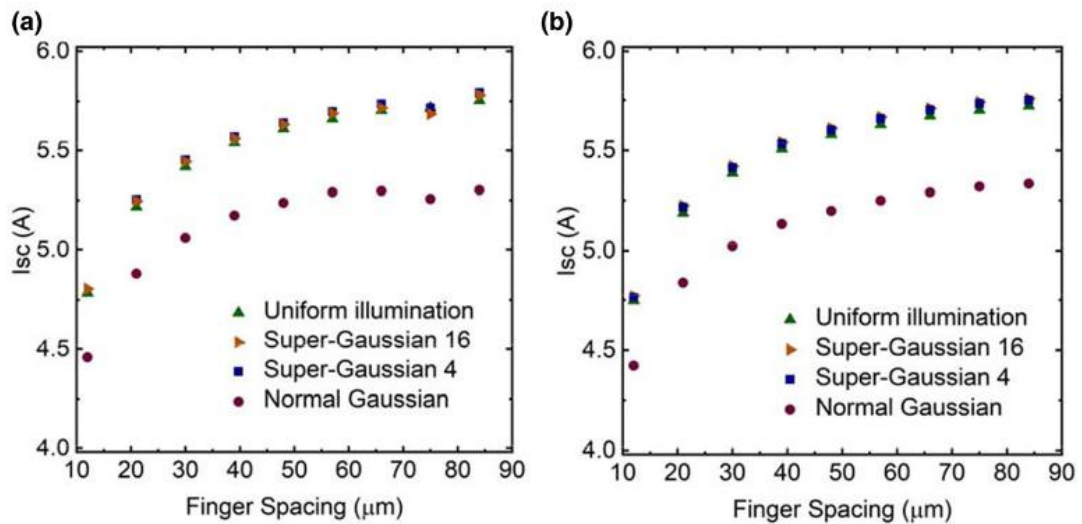 (a)
6.0
5.5
5.0
4.5
4.0
Isc (A)
Uniform illumination
Super-Gaussian 16
Super-Gaussian 4
Normal Gaussian
10 20 30 40 50 60 70 80 90
Finger Spacing (μm)
(b)
6.0
5.5
5.0
4.5
4.0
Isc (A)
Uniform illumination
Super-Gaussian 16
Super-Gaussian 4
Normal Gaussian
10 20 30 40 50 60 70 80 90
Finger Spacing (μm)